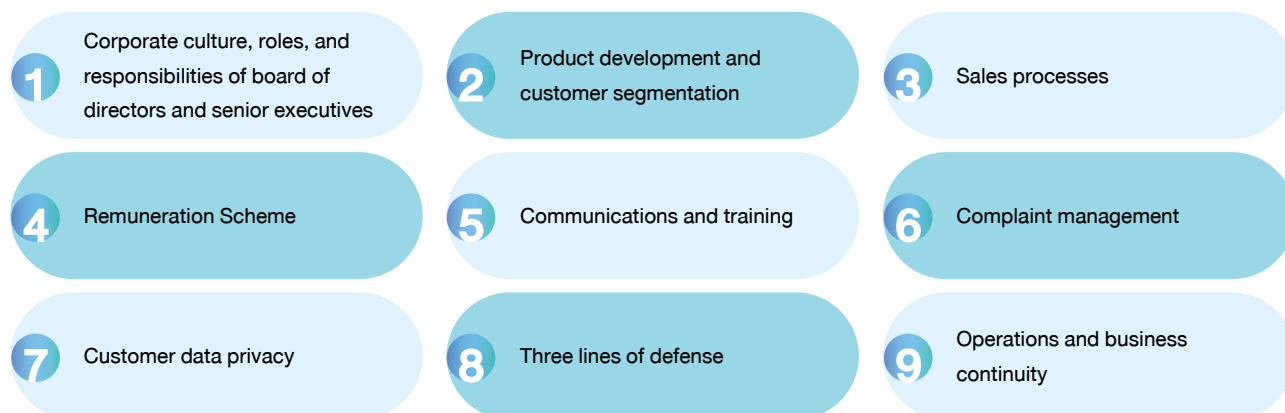 1
Corporate culture, roles, and
responsibilities of board of
directors and senior executives
2
Product development and
customer segmentation
3
Sales processes
4
Remuneration Scheme
5
Communications and training
6
Complaint management
7
Customer data privacy
8
Three lines of defense
9
Operations and business
continuity